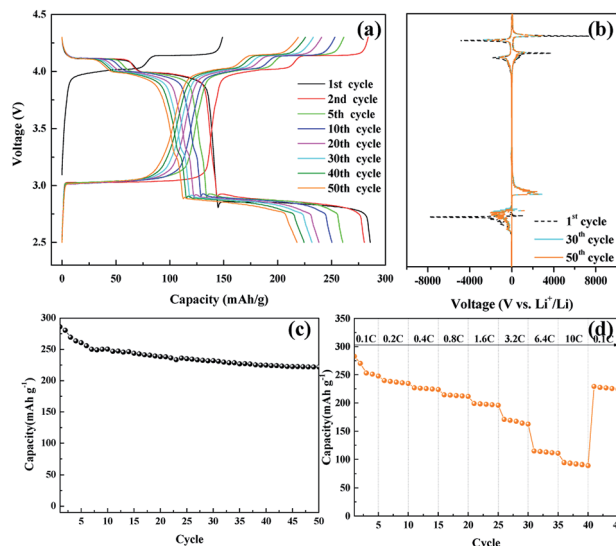 (a)
4.5
4.0
3.5
3.0
2.5
Voltage (V)
1st cycle
2nd cycle
5th cycle
10th cycle
20th cycle
30th cycle
40th cycle
50th cycle
0 50 100 150 200 250 300
Capacity (mAh/g)
(b)
1st cycle
30th cycle
50th cycle
-8000 -4000 0 4000 8000
Voltage (V vs. Li+/Li)
(c)
300
250
200
150
100
50
0
Capacity(mAh g-1)
0 10 20 30 40 50
Cycle
(d)
0.1C 0.2C 0.4C 0.8C 1.6C 3.2C 6.4C 10C 0.1C
350
300
250
200
150
100
50
0
Capacity(mAh g-1)
5 10 15 20 25 30 35 40 45
Cycle